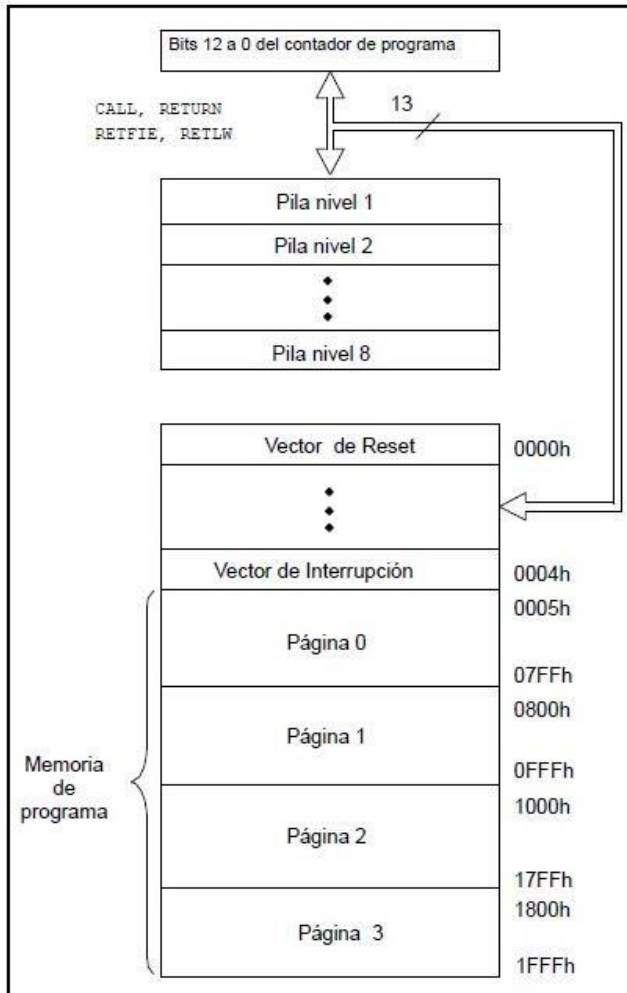 Bits 12 a 0 del contador de programa
CALL, RETURN
RETFIE, RETLW
13
Pila nivel 1
Pila nivel 2
Pila nivel 8
Vector de Reset
0000h
Vector de Interrupción
0004h
0005h
Página 0
07FFh
0800h
Página 1
0FFFh
Memoria
de
programa
1000h
Página 2
17FFh
1800h
Página 3
1FFFh